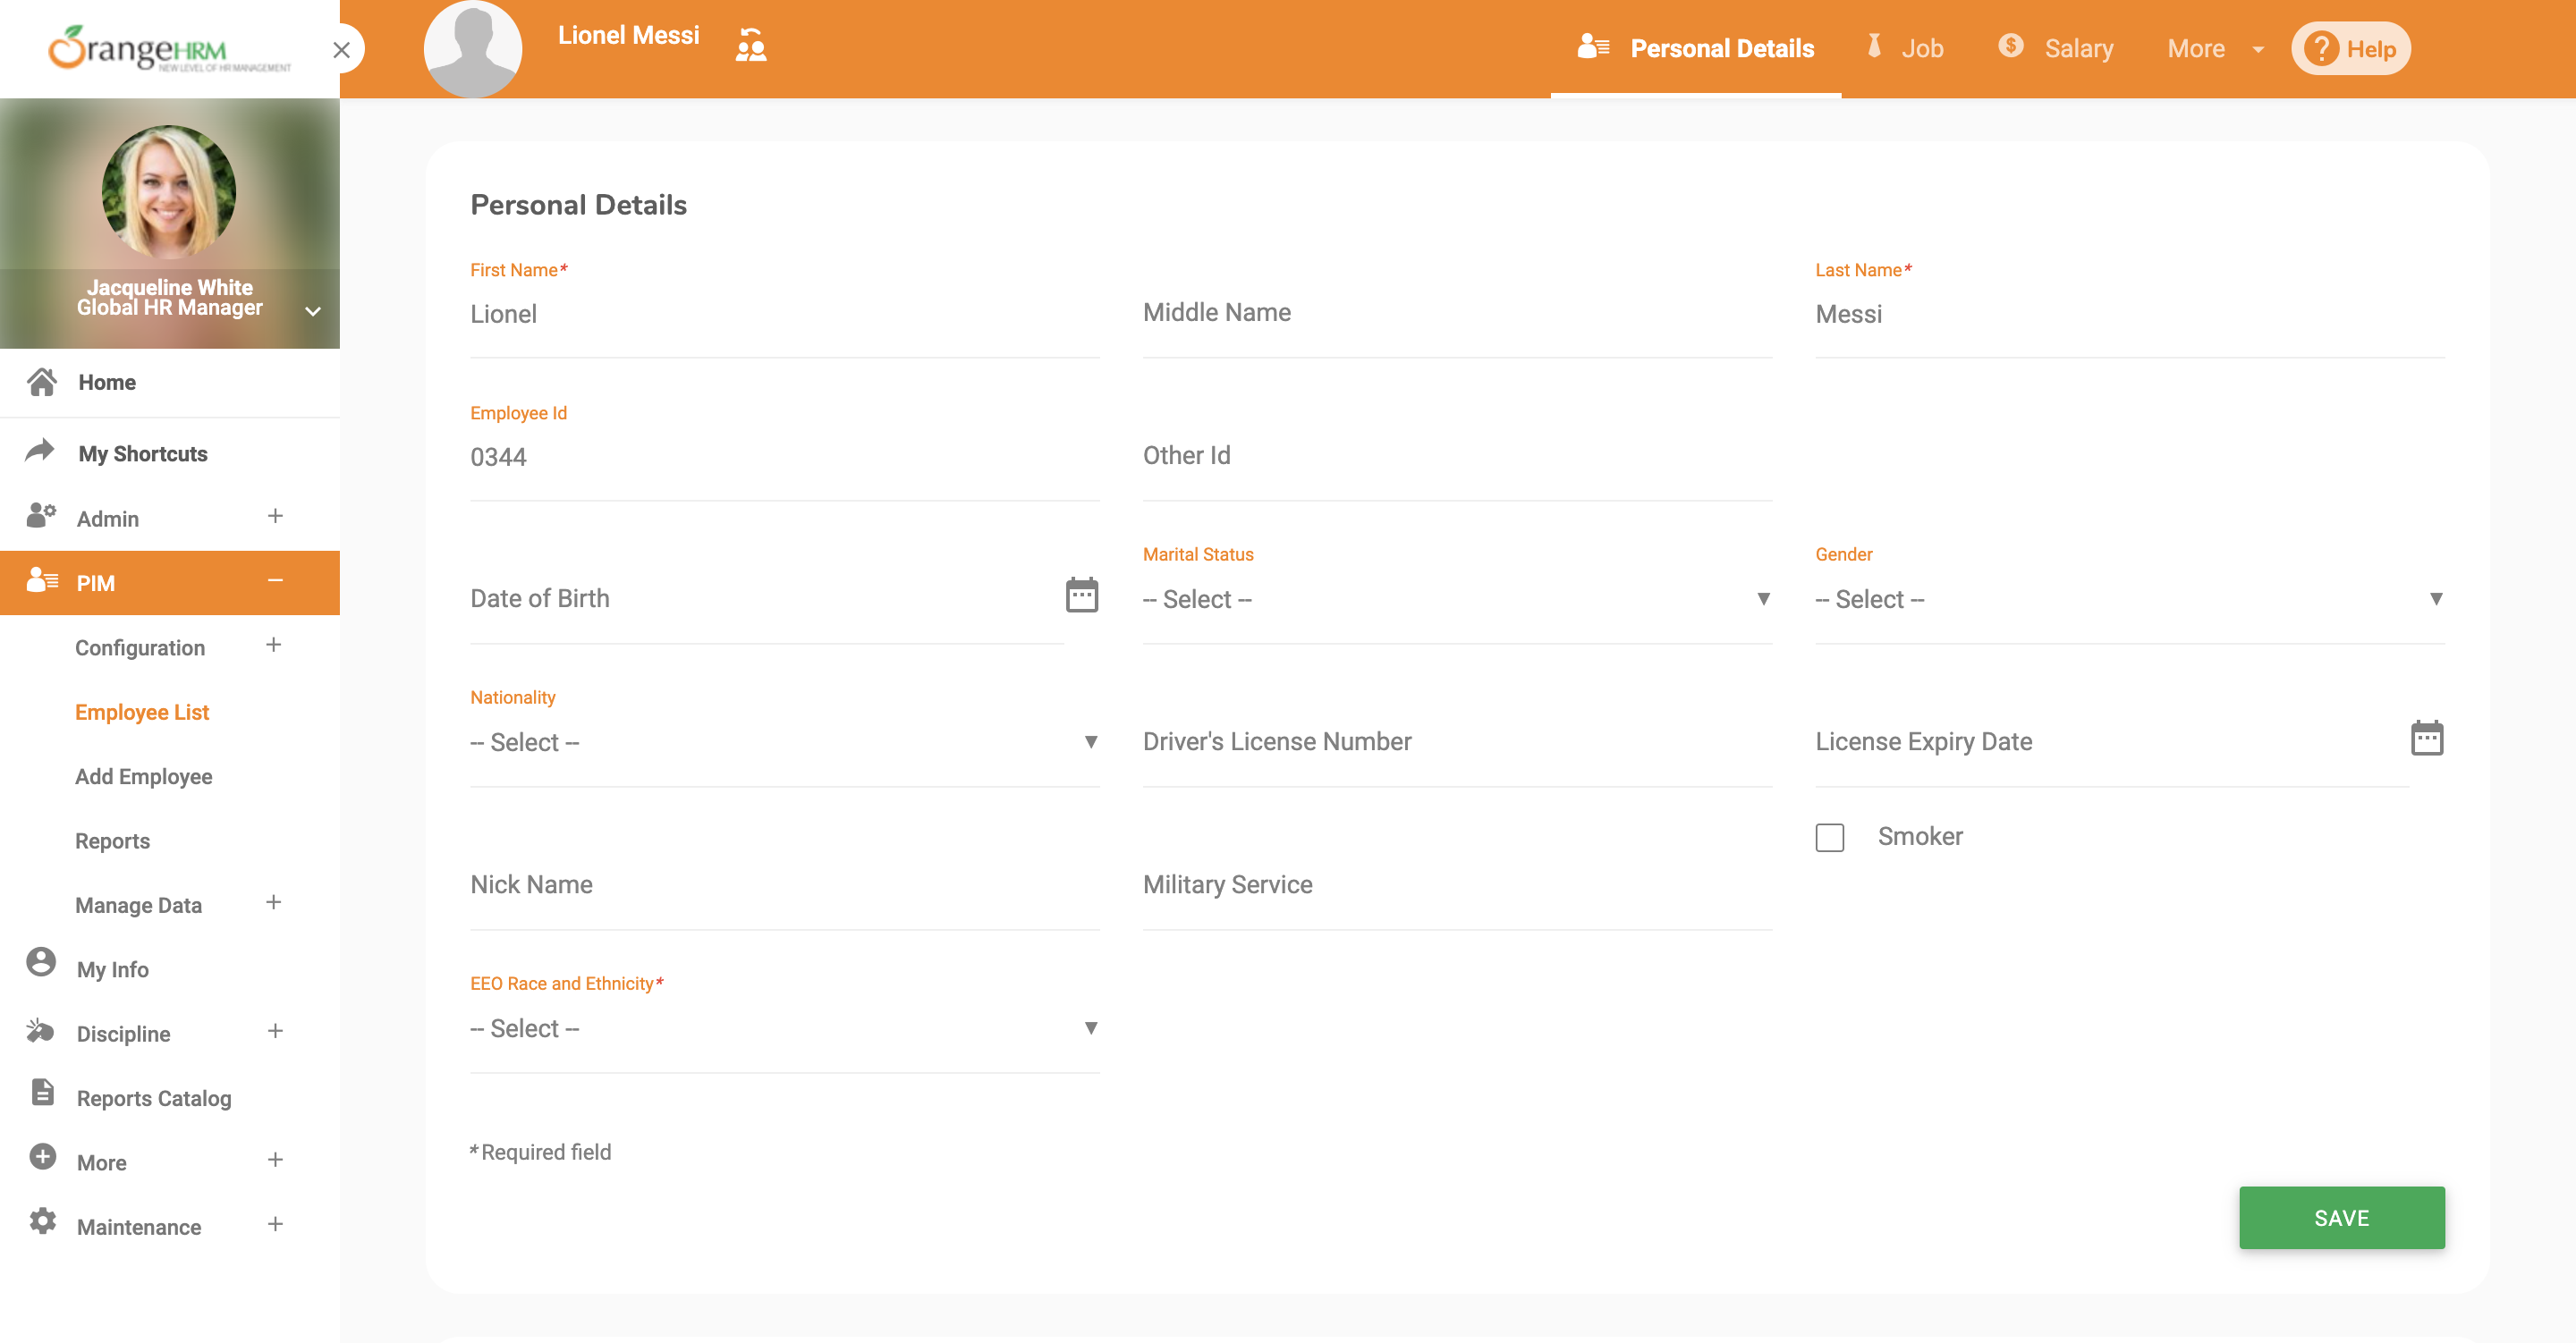 OrangeHRM
NEW LEVEL OF HR MANAGEMENT
Lionel Messi
Personal Details
Job
Salary
More
Help
Jacqueline White
Global HR Manager
Home
My Shortcuts
Admin
PIM
Configuration
Employee List
Add Employee
Reports
Manage Data
My Info
Discipline
Reports Catalog
More
Maintenance
Personal Details
First Name*
Lionel
Middle Name
Last Name*
Messi
Employee Id
0344
Other Id
Date of Birth
Marital Status
-- Select --
Gender
-- Select --
Nationality
-- Select --
Driver's License Number
License Expiry Date
Smoker
Nick Name
Military Service
EEO Race and Ethnicity*
-- Select --
* Required field
SAVE